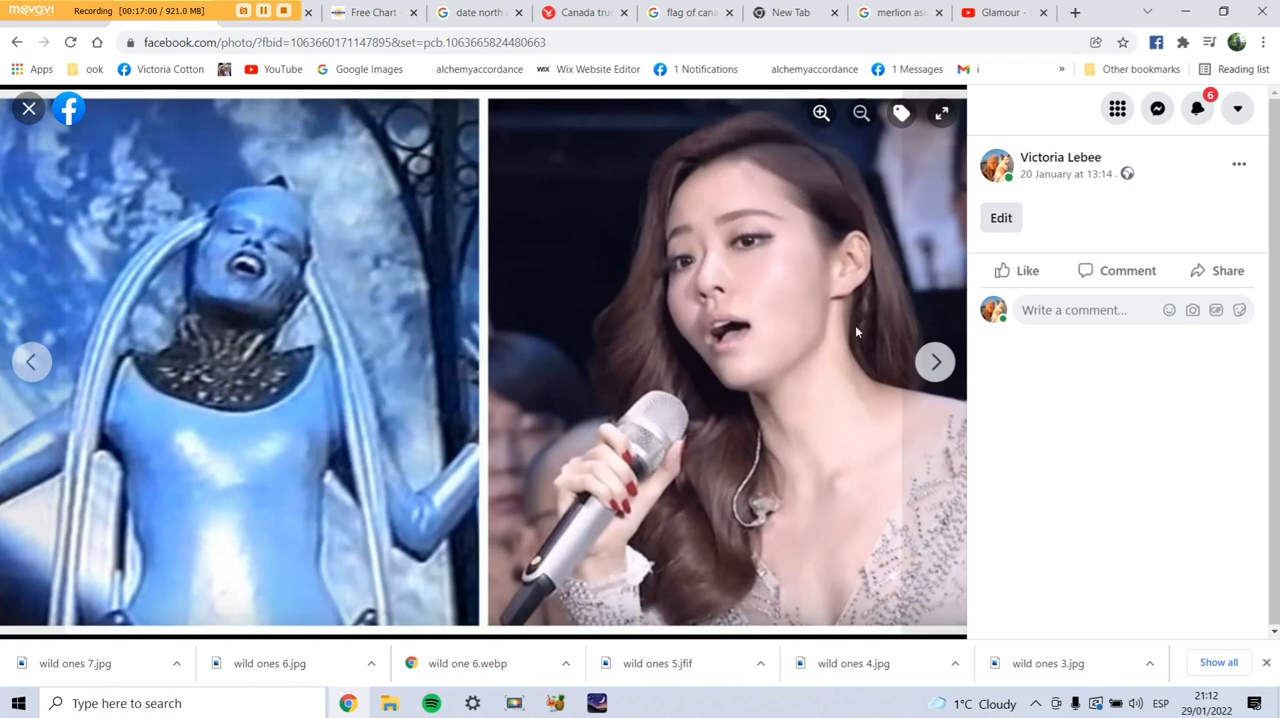 movavi Recording [00:17:00 / 921.0 MB]
Free Chart -
date north
Canada tru
flag of can
New Tab
merlion asi
Glamour -
facebook.com/photo/?fbid=1063660171147895&set=pcb.1063665824480663
Apps
ook
Victoria Cotton
YouTube
Google Images
alchemyaccordance
WIX Wix Website Editor
1 Notifications
alchemyaccordance
1 Messages
i
»
Other bookmarks
Reading list
6
Victoria Lebee
20 January at 13:14 ·
Edit
Like
Comment
Share
Write a comment...
GIF
wild ones 7.jpg
wild ones 6.jpg
wild one 6.webp
wild ones 5.jfif
wild ones 4.jpg
wild ones 3.jpg
Show all
Type here to search
1°C Cloudy
ESP
21:12
29/01/2022